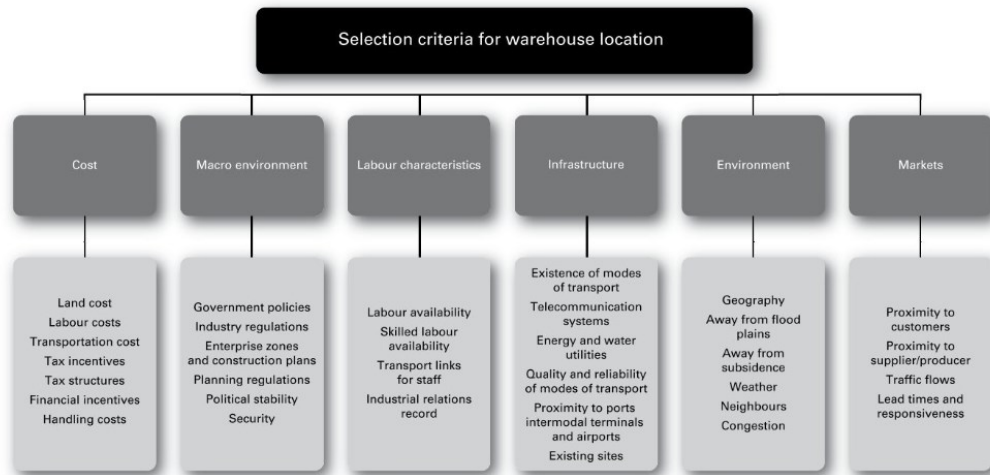 Selection criteria for warehouse location
Cost
Macro environment
Labour characteristics
Infrastructure
Environment
Markets
Land cost
Labour costs
Transportation cost
Tax incentives
Tax structures
Financial incentives
Handling costs
Government policies
Industry regulations
Enterprise zones
and construction plans
Planning regulations
Political stability
Security
Labour availability
Skilled labour
availability
Transport links
for staff
Industrial relations
record
Existence of modes
of transport
Telecommunication
systems
Energy and water
utilities
Quality and reliability
of modes of transport
Proximity to ports
intermodal terminals
and airports
Existing sites
Geography
Away from flood
plains
Away from
subsidence
Weather
Neighbours
Congestion
Proximity to
customers
Proximity to
supplier/producer
Traffic flows
Lead times and
responsiveness